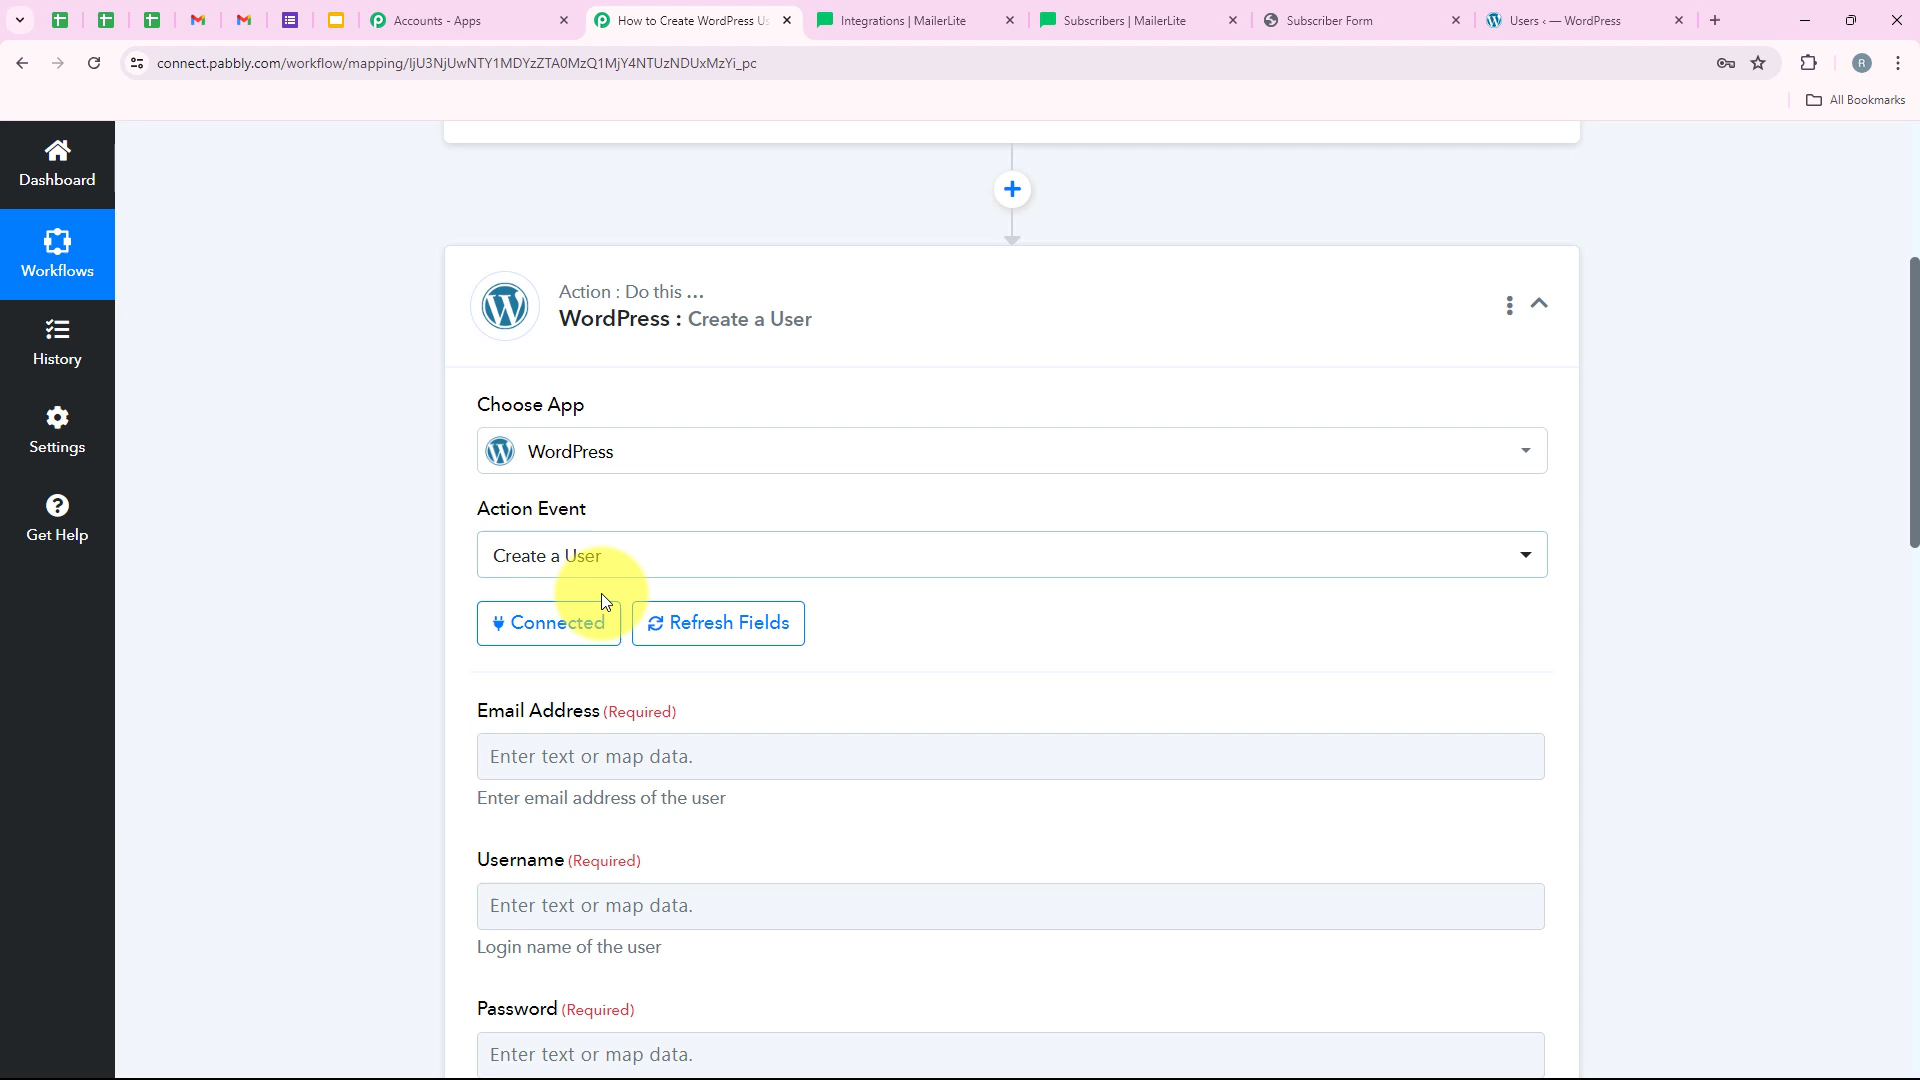 Accounts - Apps
How to Create WordPress Us
Integrations | MailerLite
Subscribers | MailerLite
Subscriber Form
Users ‹ — WordPress
connect.pabbly.com/workflow/mapping/IjU3NjUwNTY1MDYzZTA0MzQ1MjY4NTUzNDUxMzYi_pc
R
All Bookmarks
Dashboard
Workflows
History
Settings
Get Help
Action : Do this ...
WordPress : Create a User
Choose App
WordPress
Action Event
Create a User
Connected
Refresh Fields
Email Address (Required)
Enter text or map data.
Enter email address of the user
Username (Required)
Enter text or map data.
Login name of the user
Password (Required)
Enter text or map data.